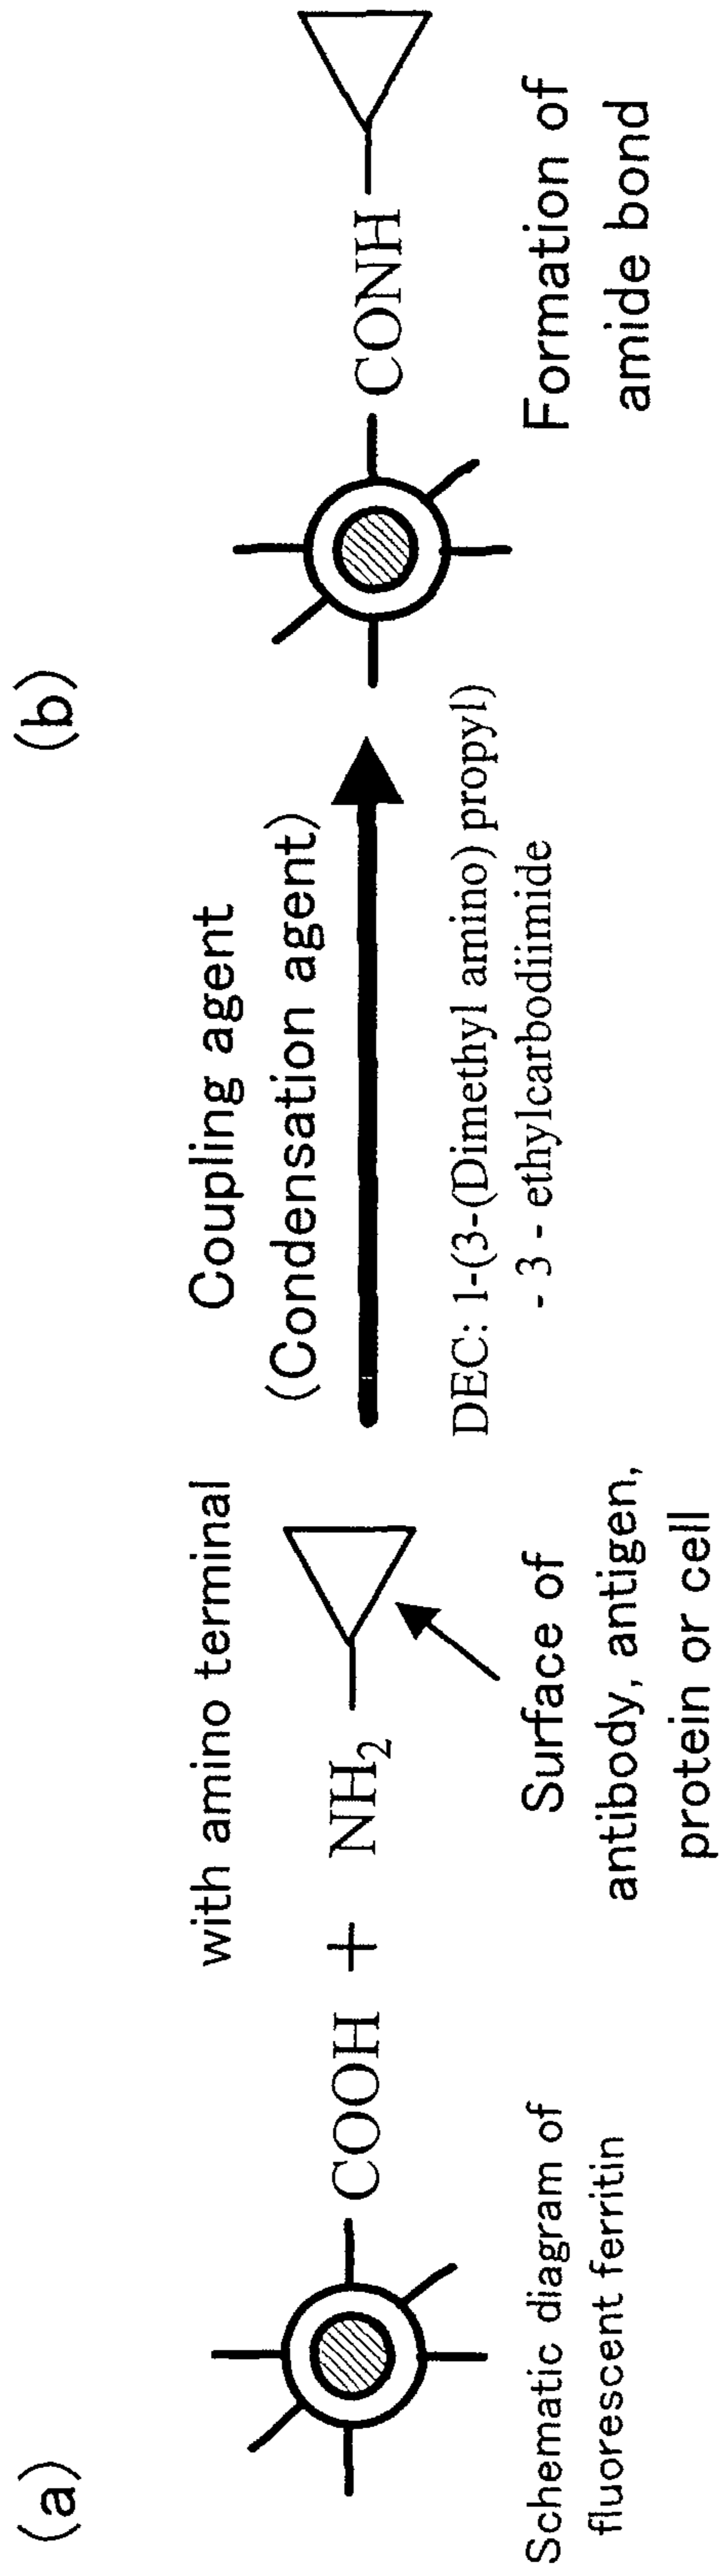 (a)
with amino terminal
COOH + NH₂
Schematic diagram of
fluorescent ferritin
Surface of
antibody, antigen,
protein or cell
Coupling agent
(Condensation agent)
DEC: 1-(3-(Dimethyl amino) propyl)
- 3 - ethylcarbodiimide
(b)
CONH
Formation of
amide bond